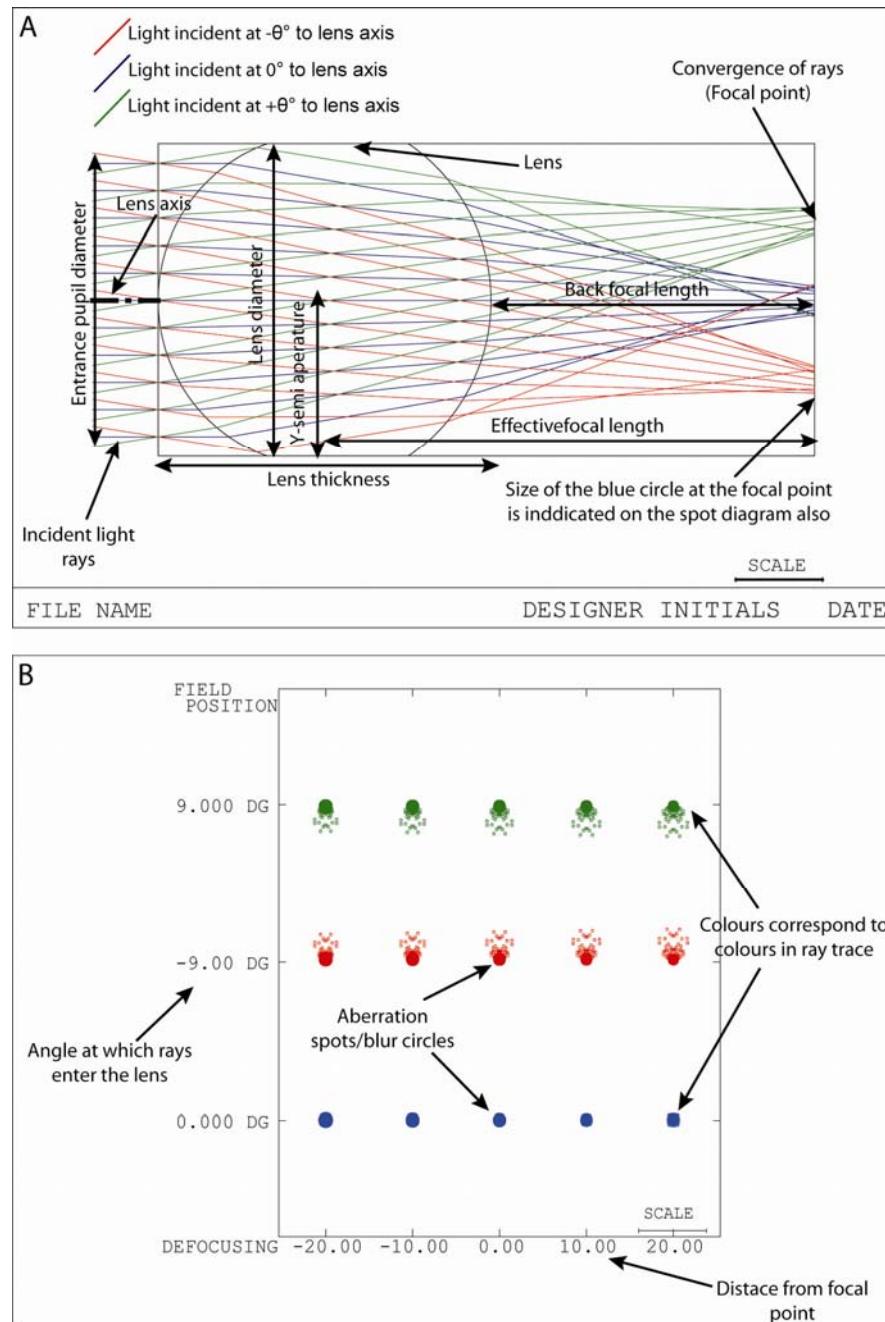 A
Light incident at -θ° to lens axis
Light incident at 0° to lens axis
Light incident at +θ° to lens axis
Convergence of rays
(Focal point)
Lens
Lens axis
Entrance pupil diameter
Lens diameter
Y-semi aperature
Back focal length
Effectivefocal length
Lens thickness
Incident light
rays
Size of the blue circle at the focal point
is inddicated on the spot diagram also
SCALE
FILE NAME
DESIGNER INITIALS
DATE
B
FIELD
POSITION
9.000 DG
-9.00 DG
0.000 DG
Colours correspond to
colours in ray trace
Aberration
spots/blur circles
Angle at which rays
enter the lens
SCALE
DEFOCUSING -20.00 -10.00 0.00 10.00 20.00
Distace from focal
point